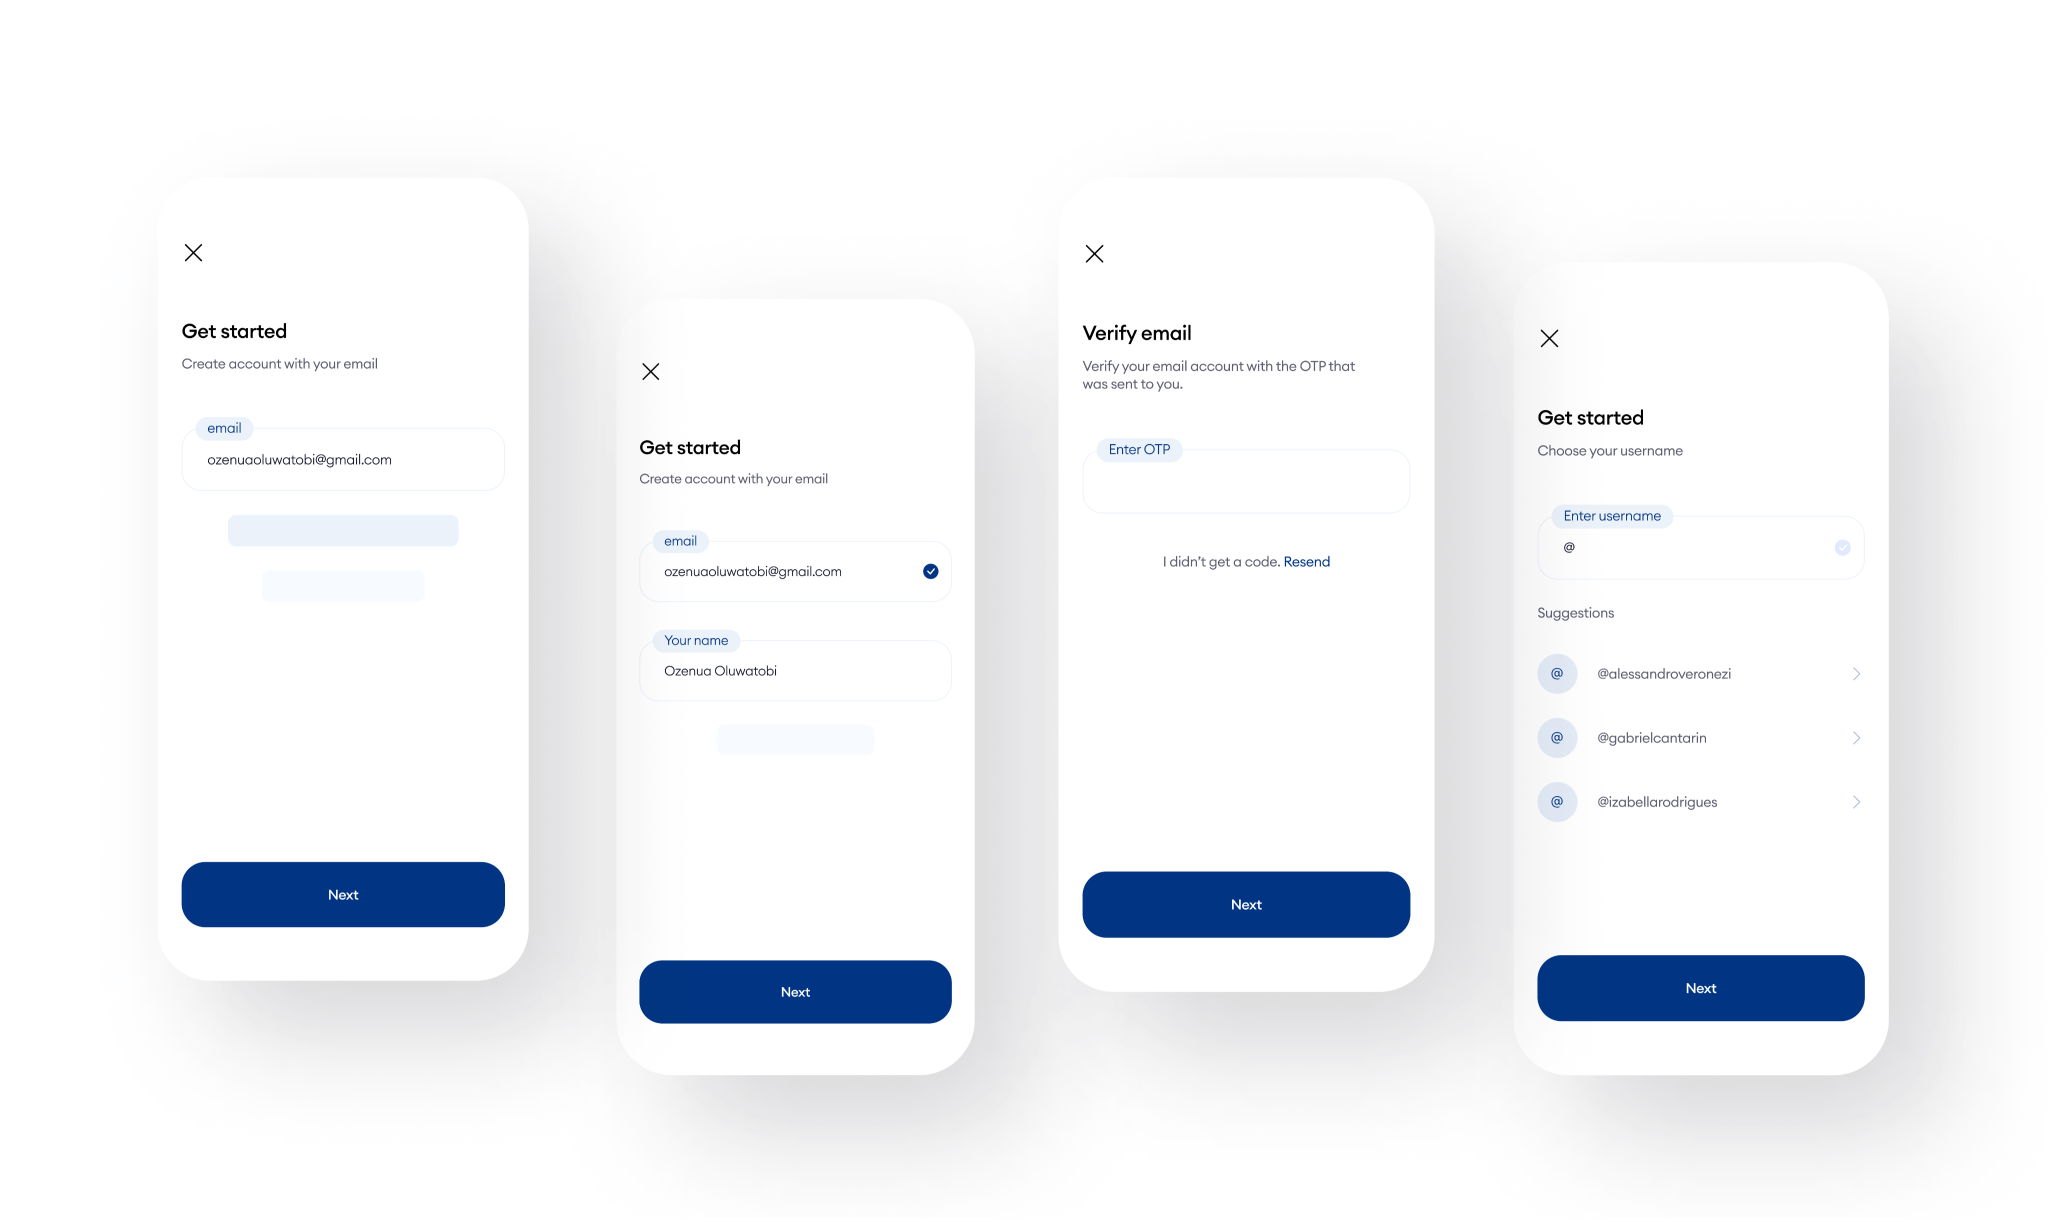 Get started
Create account with your email
email
ozenuaoluwatobi@gmail.com
Next
Get started
Create account with your email
email
ozenuaoluwatobi@gmail.com
Your name
Ozenua Oluwatobi
Next
Verify email
Verify your email account with the OTP that
was sent to you.
Enter OTP
I didn't get a code. Resend
Next
Get started
Choose your username
Enter username
@
Suggestions
@ @alessandroveronezi
@ @gabrielcantarin
@ @izabellarodrigues
Next